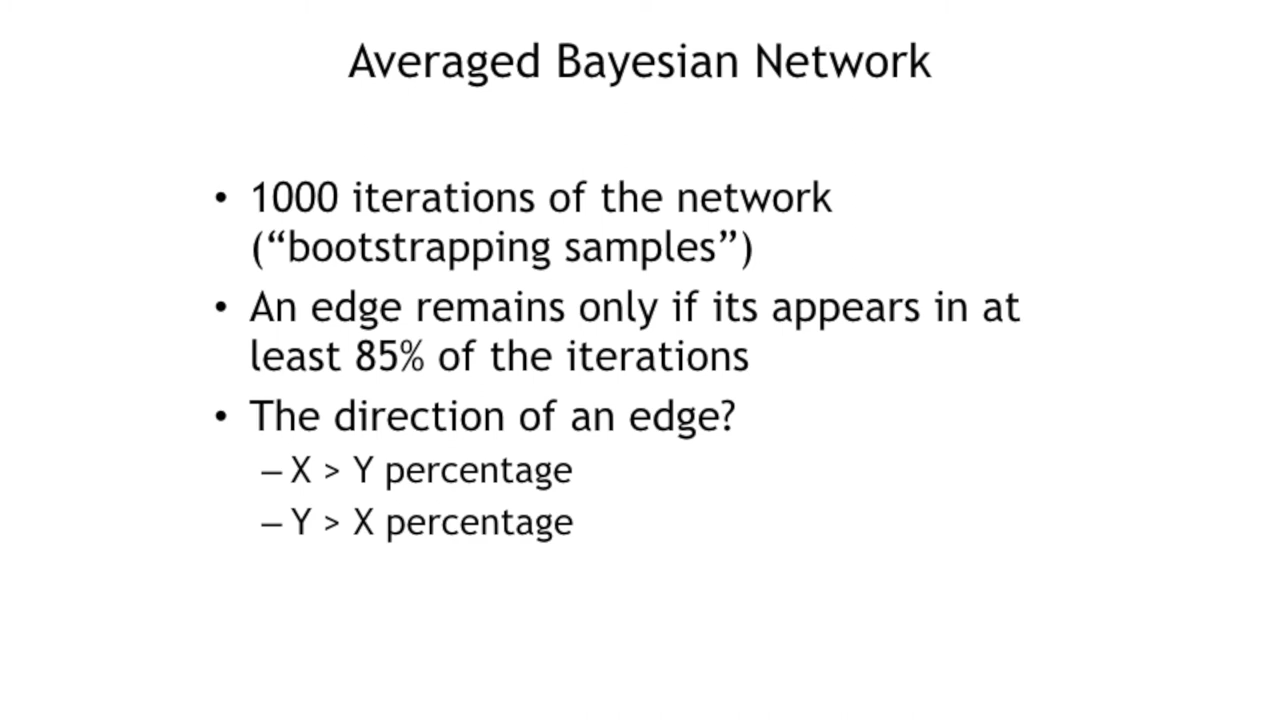 Averaged Bayesian Network
• 1000 iterations of the network
(“bootstrapping samples”)
• An edge remains only if its appears in at
least 85% of the iterations
• The direction of an edge?
– X > Y percentage
– Y > X percentage